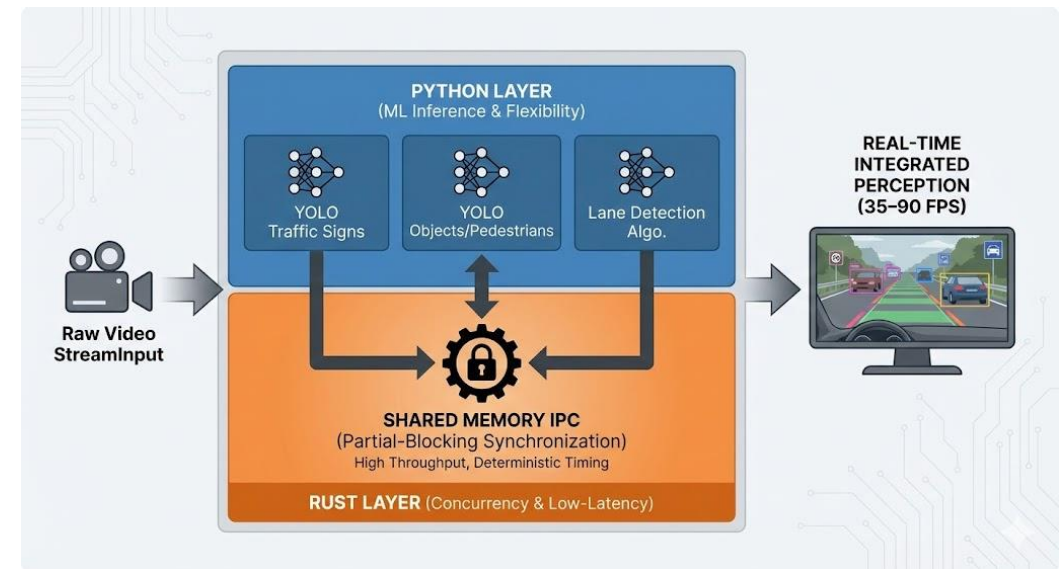 PYTHON LAYER
(ML Inference & Flexibility)
YOLO
Traffic Signs
YOLO
Objects/Pedestrians
Lane Detection
Algo.
Raw Video
StreamInput
SHARED MEMORY IPC
(Partial-Blocking Synchronization)
High Throughput, Deterministic Timing
RUST LAYER (Concurrency & Low-Latency)
REAL-TIME
INTEGRATED
PERCEPTION
(35–90 FPS)